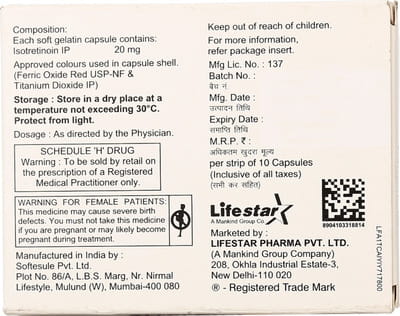 Composition:
Each soft gelatin capsule contains:
Isotretinoin IP 20 mg
Approved colours used in capsule shell.
(Ferric Oxide Red USP-NF &
Titanium Dioxide IP)
Storage : Store in a dry place at a
temperature not exceeding 30°C.
Protect from light.
Dosage : As directed by the Physician.
SCHEDULE 'H' DRUG
Warning : To be sold by retail on
the prescription of a Registered
Medical Practitioner only.
WARNING FOR FEMALE PATIENTS:
This medicine may cause severe birth
defects. You must not take this medicine
if you are pregnant or may likely become
pregnant during treatment.
Manufactured in India by :
Softesule Pvt. Ltd.
Plot No. 86/A, L.B.S. Marg, Nr. Nirmal
Lifestyle, Mulund (W), Mumbai-400 080
Keep out of reach of children.
For more information,
refer package insert.
Mfg Lic. No. : 137
Batch No. :
बैच नं
Mfg. Date :
उत्पादन तिथि
Expiry Date :
समाप्ति तिथि
M.R.P. ₹ :
अधिकतम खुदरा मूल्य
per strip of 10 Capsules
(Inclusive of all taxes)
(सभी कर सहित)
Lifestar
A Mankind Group Co.
8904103318814
Marketed by :
LIFESTAR PHARMA PVT. LTD.
(A Mankind Group Company)
208, Okhla Industrial Estate-3,
New Delhi-110 020
® - Registered Trade Mark